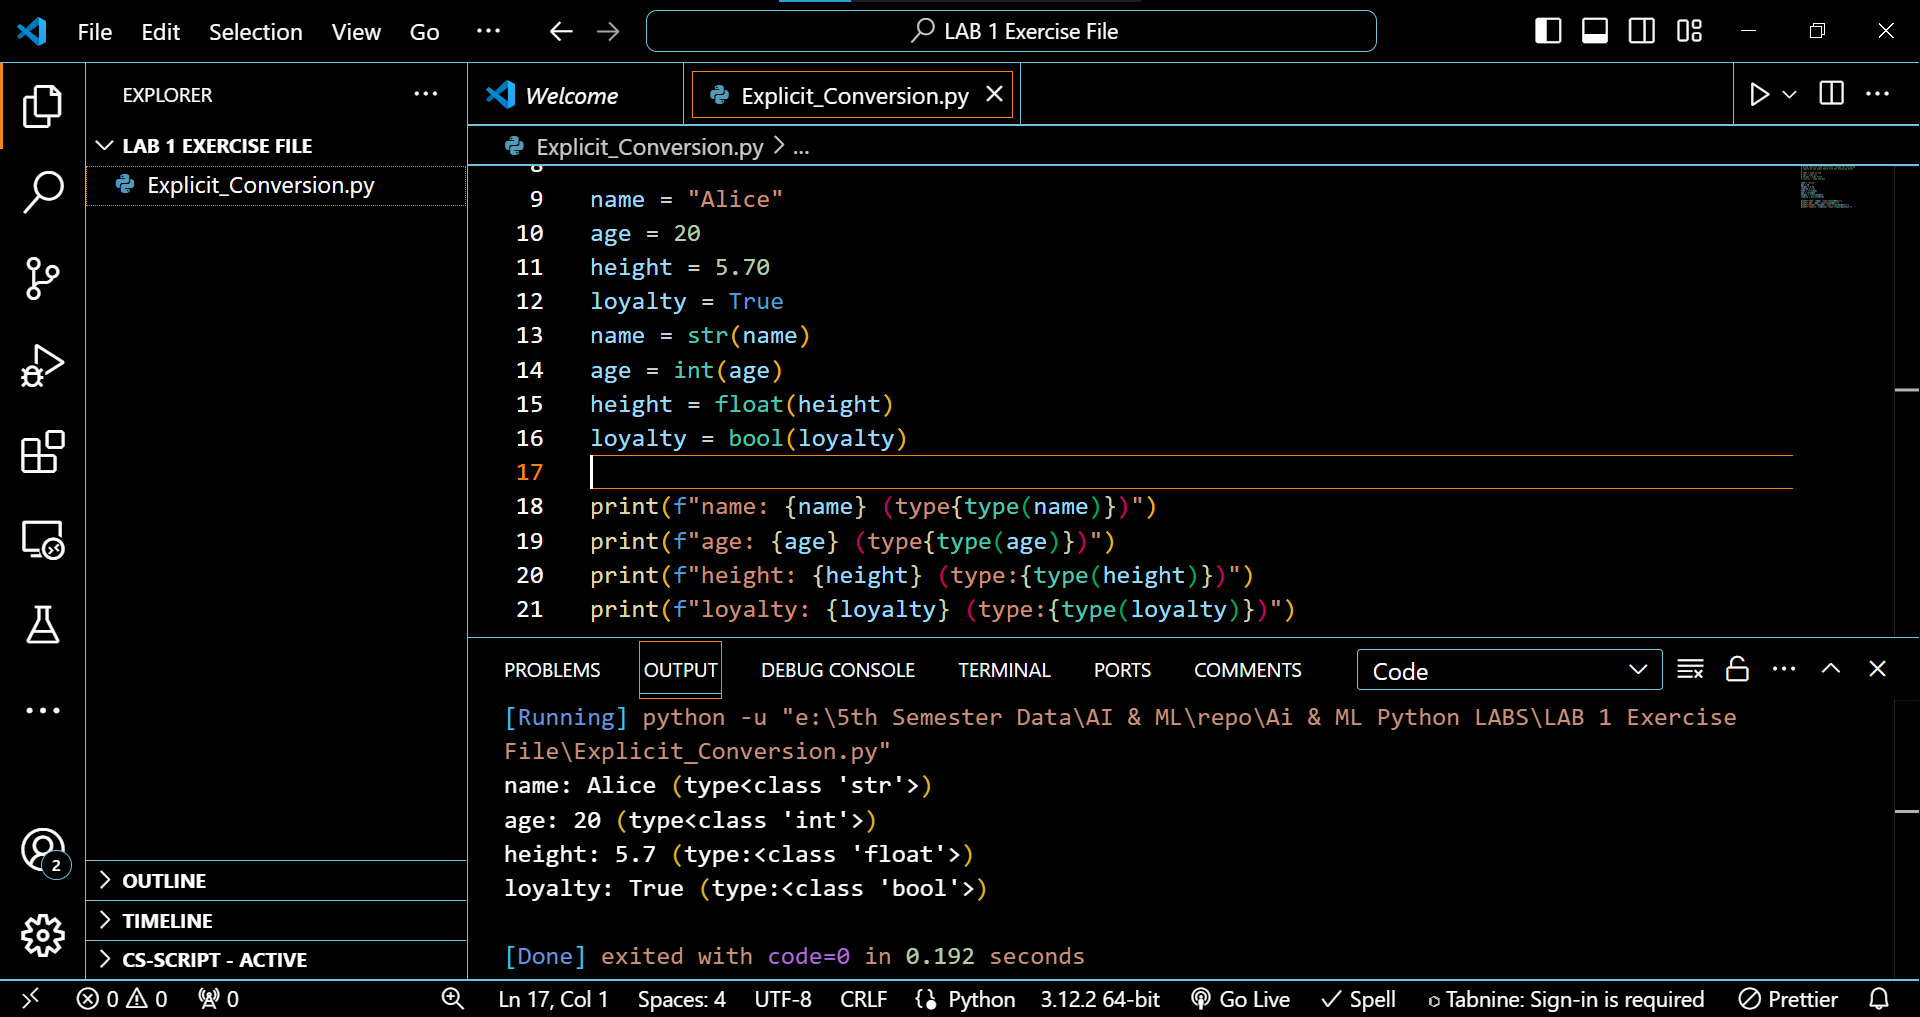 File Edit Selection View Go ··· LAB 1 Exercise File
EXPLORER
Welcome
Explicit_Conversion.py
LAB 1 EXERCISE FILE
Explicit_Conversion.py
Explicit_Conversion.py > ...
8
9 name = "Alice"
10 age = 20
11 height = 5.70
12 loyalty = True
13 name = str(name)
14 age = int(age)
15 height = float(height)
16 loyalty = bool(loyalty)
17
18 print(f"name: {name} (type{type(name)})")
19 print(f"age: {age} (type{type(age)})")
20 print(f"height: {height} (type:{type(height)})")
21 print(f"loyalty: {loyalty} (type:{type(loyalty)})")
PROBLEMS OUTPUT DEBUG CONSOLE TERMINAL PORTS COMMENTS Code
[Running] python -u "e:\5th Semester Data\AI & ML\repo\Ai & ML Python LABS\LAB 1 Exercise
File\Explicit_Conversion.py"
name: Alice (type<class 'str'>)
age: 20 (type<class 'int'>)
height: 5.7 (type:<class 'float'>)
loyalty: True (type:<class 'bool'>)
[Done] exited with code=0 in 0.192 seconds
2
OUTLINE
TIMELINE
CS-SCRIPT - ACTIVE
0 0 0 Ln 17, Col 1 Spaces: 4 UTF-8 CRLF Python 3.12.2 64-bit Go Live Spell Tabnine: Sign-in is required Prettier